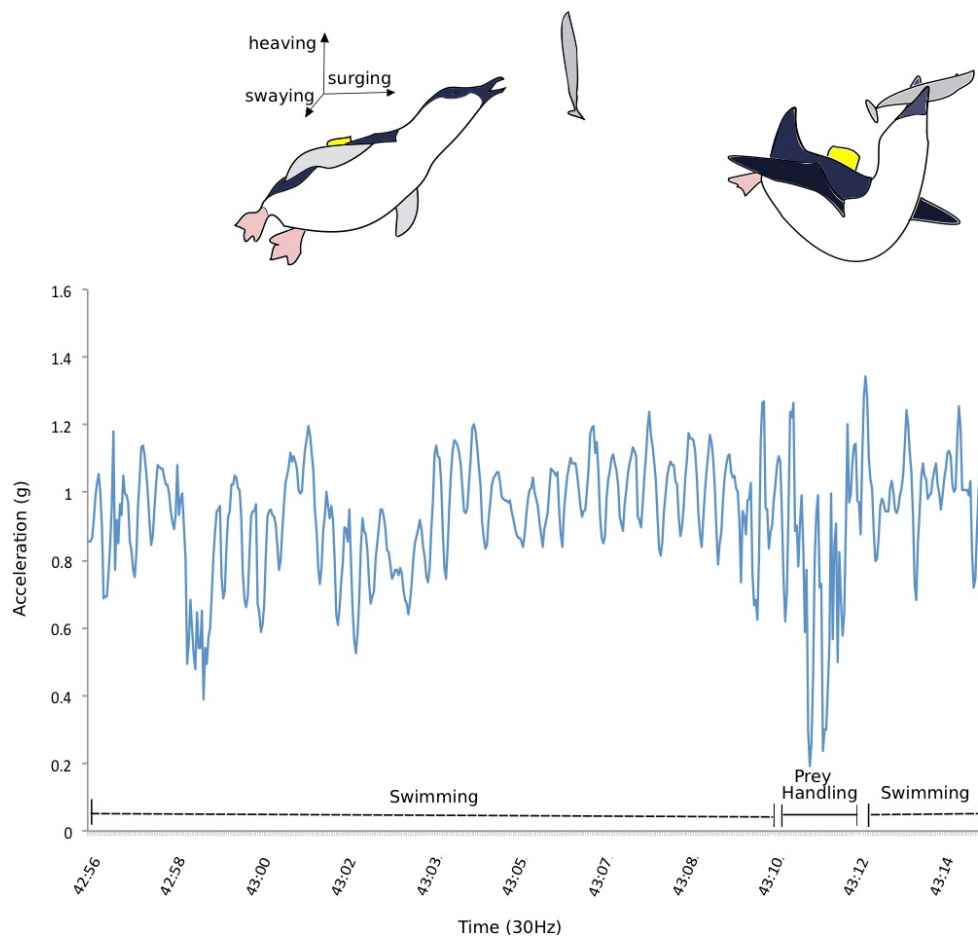 heaving
surging
swaying
1.6
1.4
1.2
1
0.8
0.6
0.4
0.2
0
Acceleration (g)
Swimming
Prey
Handling
Swimming
42:56
42:58
43:00
43:02
43:03.
43:05
43:07.
43:08.
43:10.
43:12.
43:14
Time (30Hz)